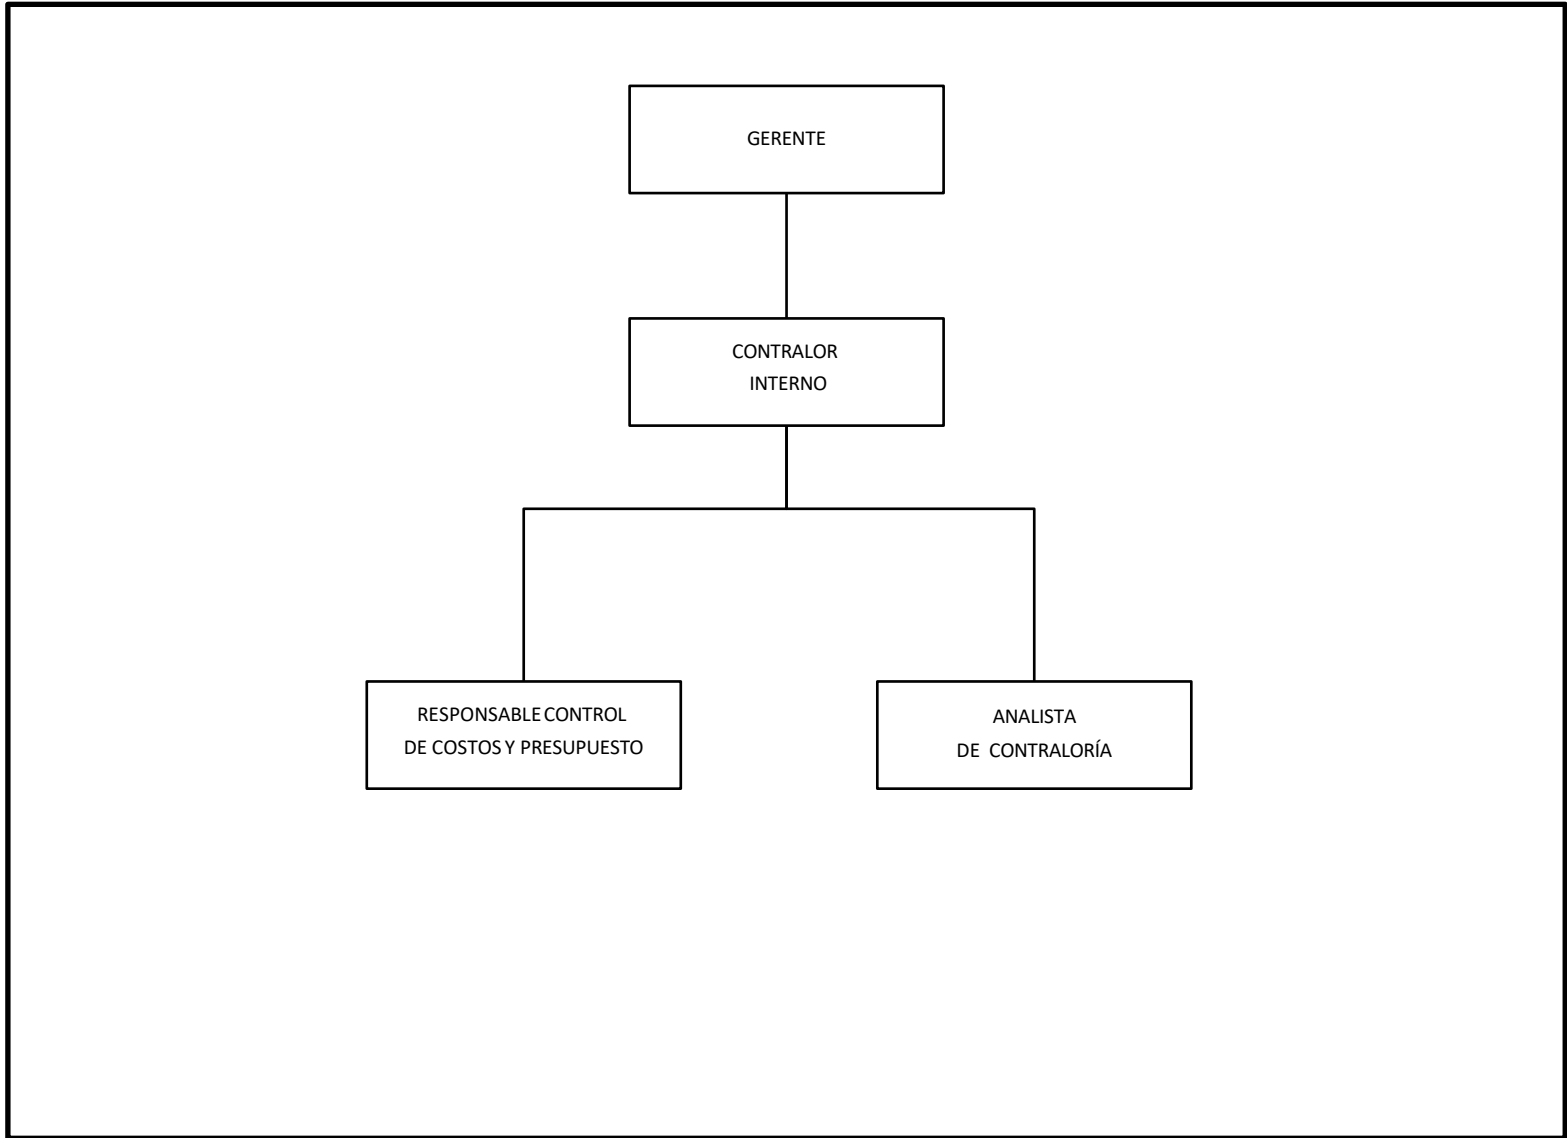 GERENTE
CONTRALOR
INTERNO
RESPONSABLE CONTROL
DE COSTOS Y PRESUPUESTO
ANALISTA
DE CONTRALORÍA